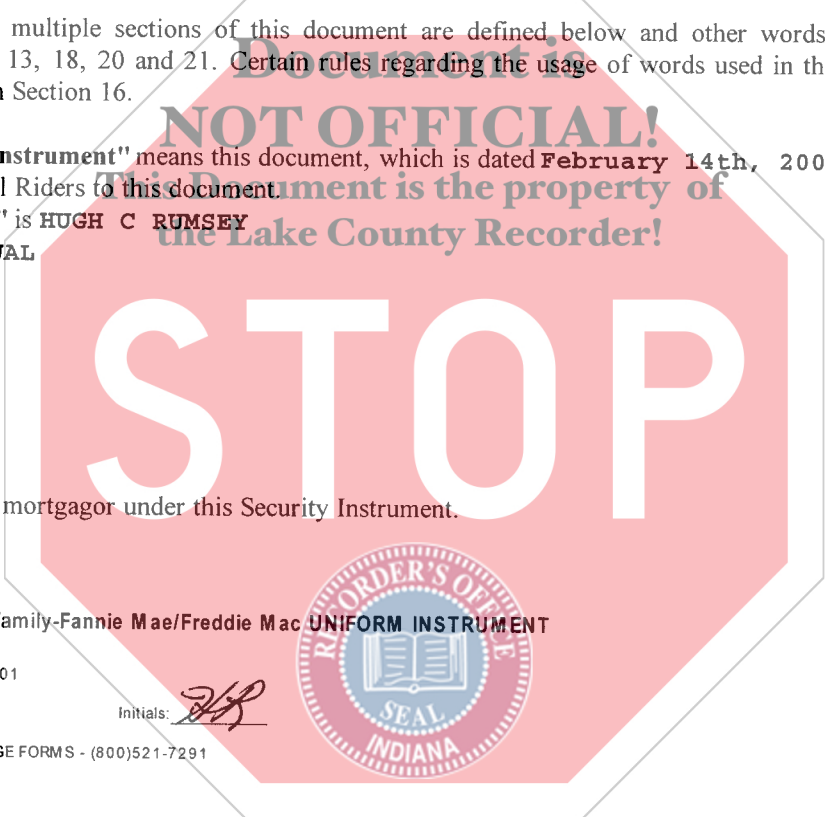 multiple sections of this document are defined below and other words
Document is
13, 18, 20 and 21. Certain rules regarding the usage of words used in th
Section 16.
NOT OFFICIAL!
nstrument" means this document, which is dated February 14th, 200
l Riders to this document.
This Document is the property of
" is HUGH C RUMSEY
the Lake County Recorder!
UAL
STOP
mortgagor under this Security Instrument.
RECORDER'S OFFICE
amily-Fannie Mae/Freddie Mac UNIFORM INSTRUMENT
01
Initials: HR
SEAL
INDIANA
GE FORMS - (800)521-7291